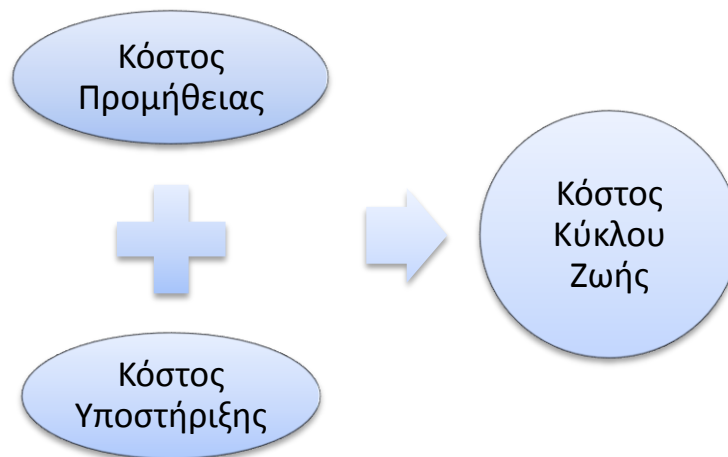 Κόστος
Προμήθειας
Κόστος
Υποστήριξης
Κόστος
Κύκλου
Ζωής